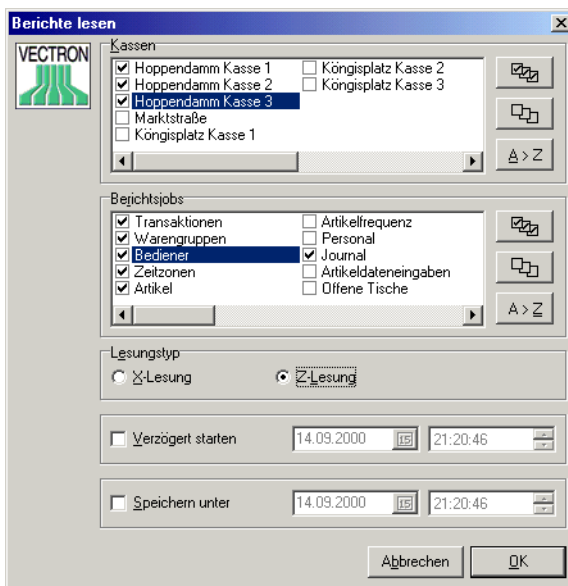 Berichte lesen
VECTRON
Kassen
Hoppendamm Kasse 1
Hoppendamm Kasse 2
Hoppendamm Kasse 3
Marktstraße
Köngisplatz Kasse 1
Köngisplatz Kasse 2
Köngisplatz Kasse 3
A > Z
Berichtsjobs
Transaktionen
Warengruppen
Bediener
Zeitzonen
Artikel
Artikelfrequenz
Personal
Journal
Artikeldateneingaben
Offene Tische
A > Z
Lesungstyp
X-Lesung Z-Lesung
Verzögert starten 14.09.2000 15 21:20:46
Speichern unter 14.09.2000 15 21:20:46
Abbrechen OK